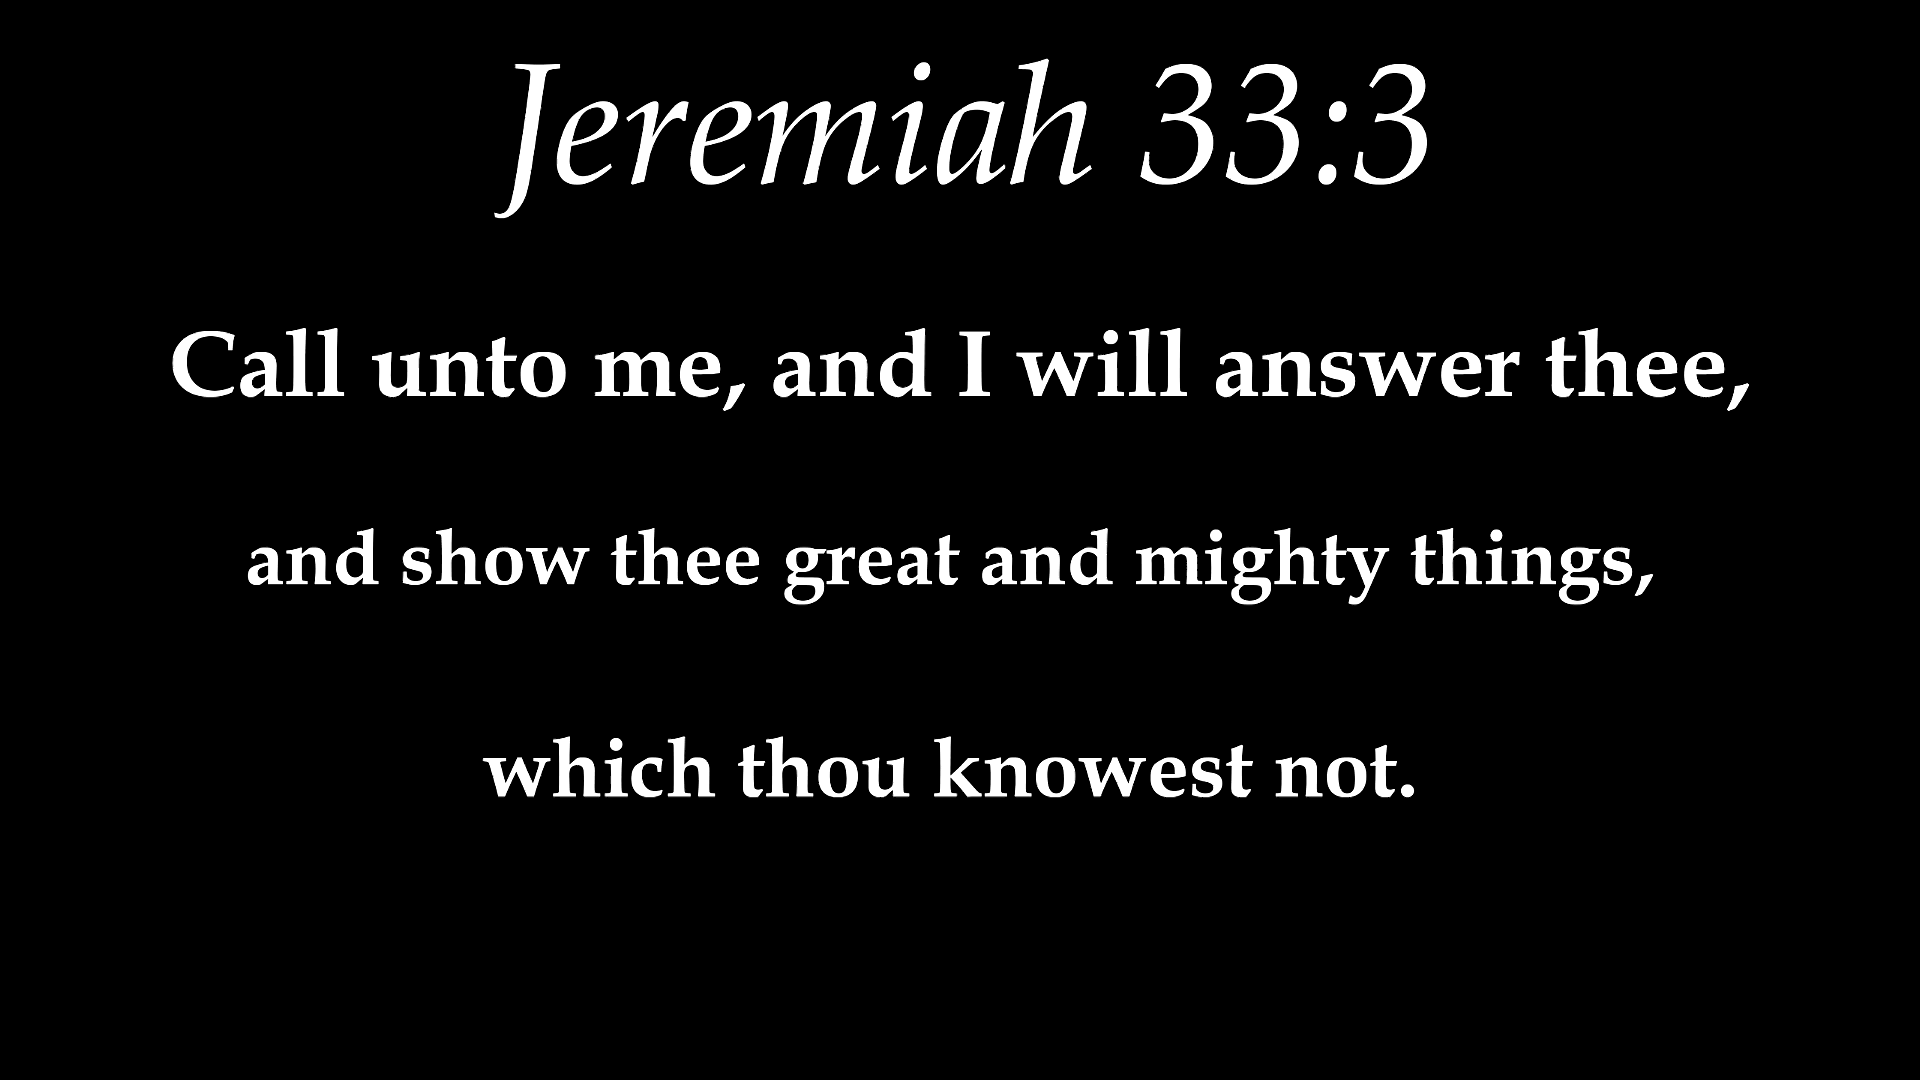 Jeremiah 33:3
Call unto me, and I will answer thee,
and show thee great and mighty things,
which thou knowest not.